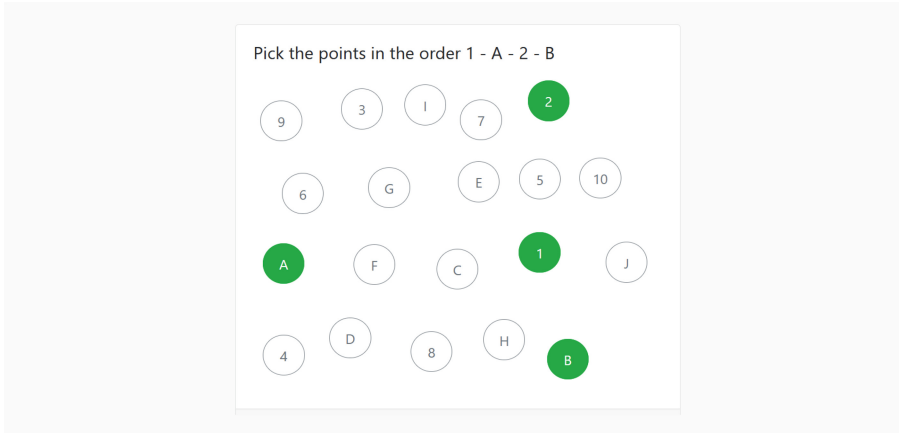 Pick the points in the order 1 - A - 2 - B
9 3 I 7 2
6 G E 5 10
A F C 1 J
4 D 8 H B